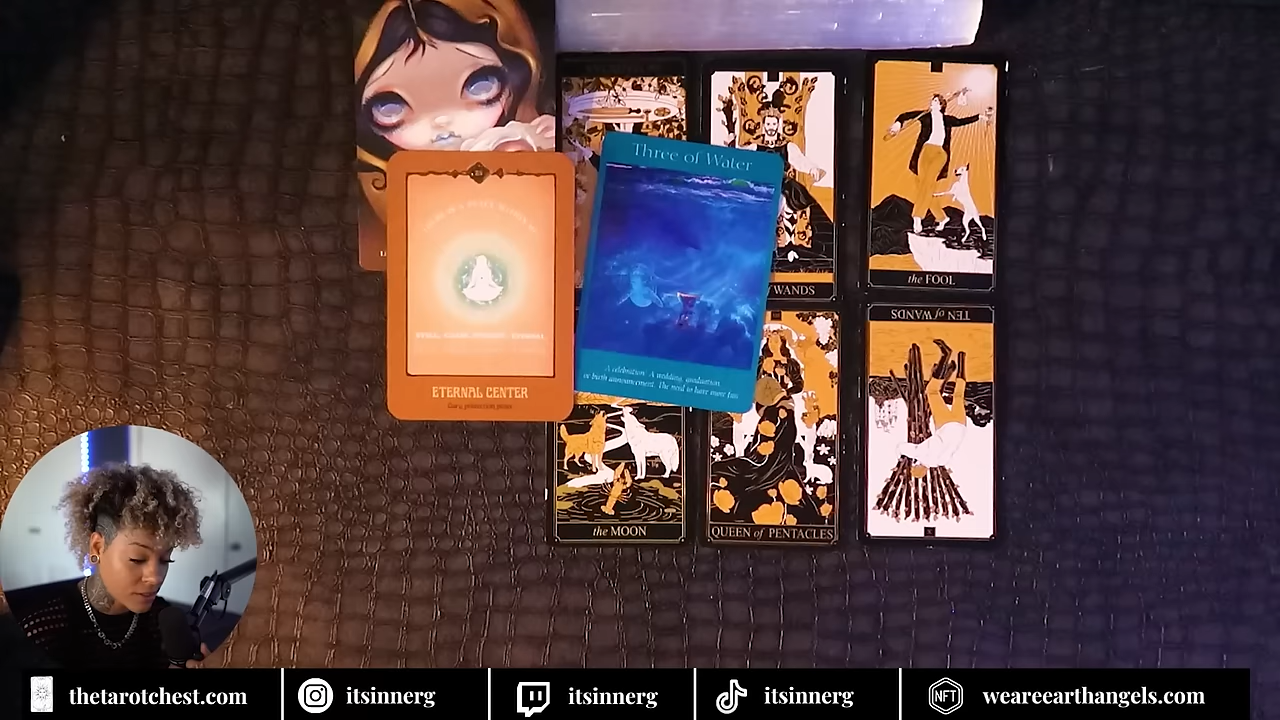 Three of Water
WANDS
the FOOL
TEN of WANDS
A celebration. A wedding, graduation,
or birth announcement. The need to have more fun.
ETERNAL CENTER
the MOON
QUEEN of PENTACLES
X
thetarotchest.com
itsinnerg
itsinnerg
itsinnerg
NFT
weareearthangels.com